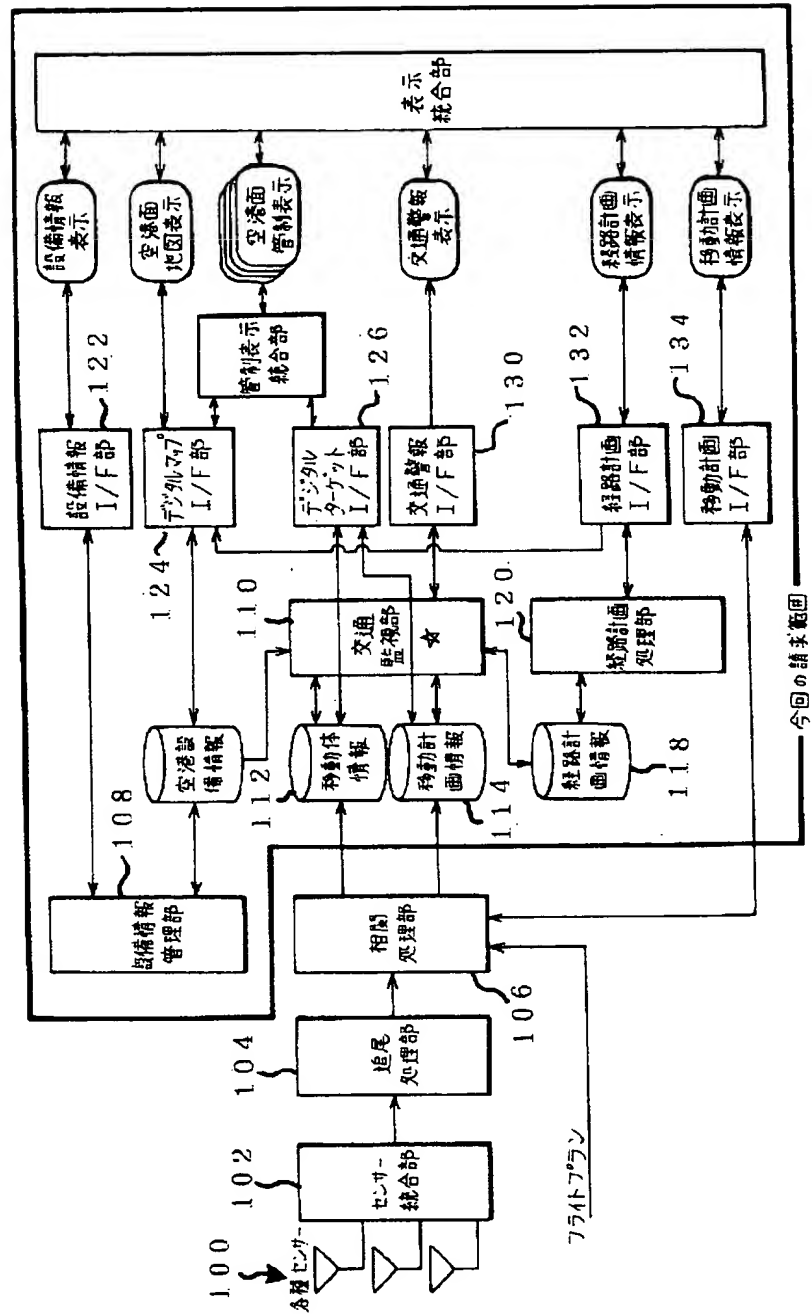 100
各種センサー
102
センサー
統合部
104
追尾
処理部
フライトプラン
106
相関
処理部
108
設備情報
管理部
空港設
備情報
112
移動体
情報
移動計
画情報
114
経路計
画情報
118
110
交通
監視部
☆
120
経路計画
処理部
設備情報
I/F部
122
124
デジタルマップ
I/F部
管制表示
統合部
デジタル
ターゲット
I/F部
126
交通警報
I/F部
130
経路計画
I/F部
132
移動計画
I/F部
134
設備情報
表示
空港面
地図表示
空港面
管制表示
交通警報
表示
経路計画
情報表示
移動計画
情報表示
表示
統合部
今回の請求範囲